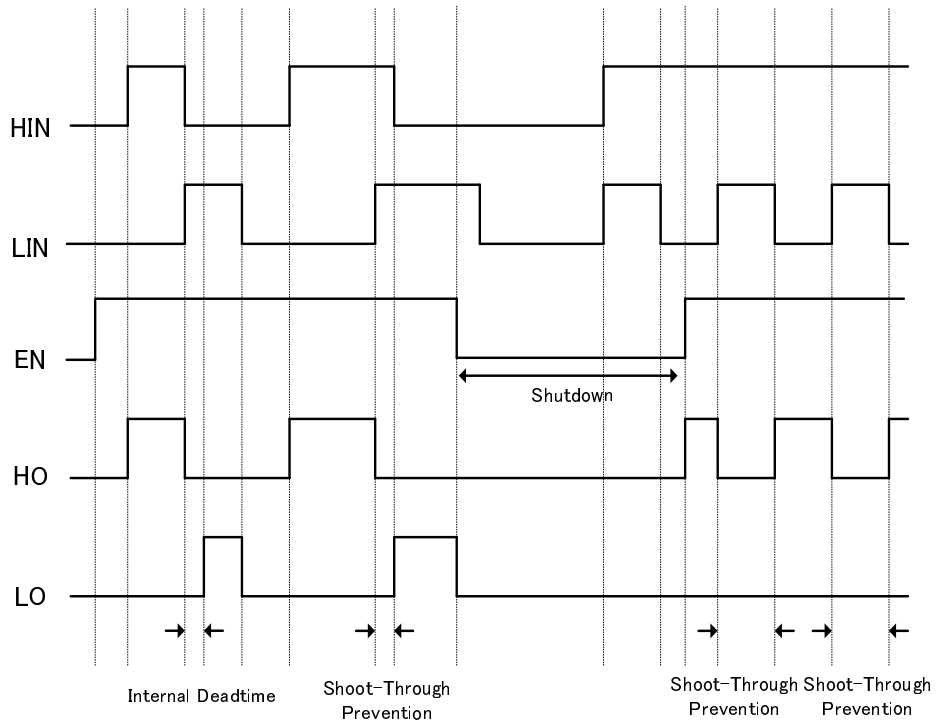 HIN
LIN
EN
Shutdown
HO
LO
Internal Deadtime
Shoot-Through
Prevention
Shoot-Through
Prevention
Shoot-Through
Prevention